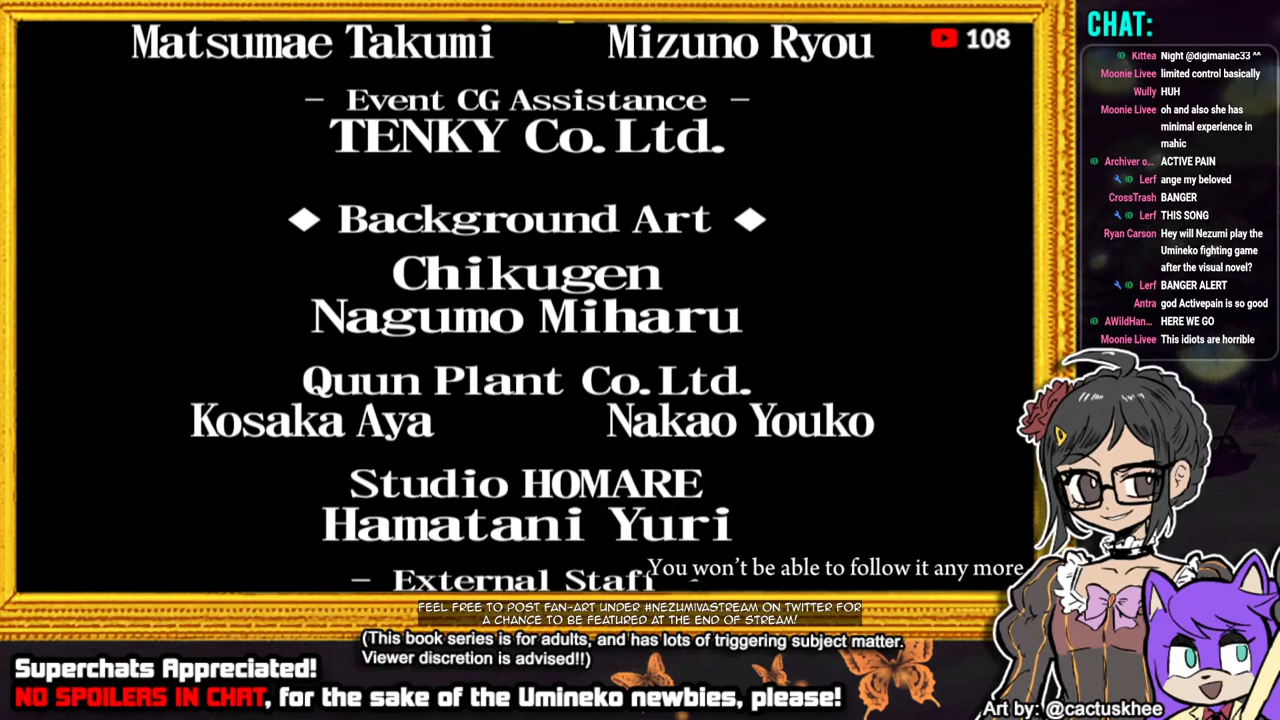 Matsumae Takumi Mizuno Ryou
108
– Event CG Assistance –
TENKY Co.Ltd.
◆ Background Art ◆
Chikugen
Nagumo Miharu
Quun Plant Co.Ltd.
Kosaka Aya Nakao Youko
Studio HOMARE
Hamatani Yuri
– External Staff –
You won't be able to follow it any more
FEEL FREE TO POST FAN-ART UNDER #NEZUMIVASTREAM ON TWITTER FOR
A CHANCE TO BE FEATURED AT THE END OF STREAM!
(This book series is for adults, and has lots of triggering subject matter.
Viewer discretion is advised!!)
Superchats Appreciated!
NO SPOILERS IN CHAT, for the sake of the Umineko newbies, please!
CHAT:
Kittea Night @digimaniac33 ^^
Moonie Livee limited control basically
Wully HUH
Moonie Livee oh and also she has
minimal experience in
mahic
Archiver o... ACTIVE PAIN
Lerf ange my beloved
CrossTrash BANGER
Lerf THIS SONG
Ryan Carson Hey will Nezumi play the
Umineko fighting game
after the visual novel?
Lerf BANGER ALERT
Antra god Activepain is so good
AWildHan... HERE WE GO
Moonie Livee This idiots are horrible
Art by: @cactuskhee